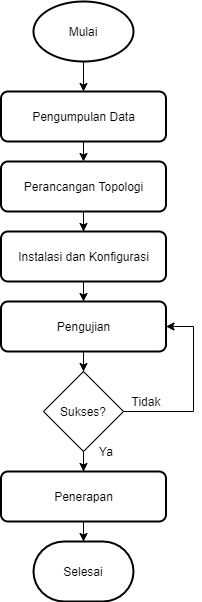 Mulai
Pengumpulan Data
Perancangan Topologi
Instalasi dan Konfigurasi
Pengujian
Sukses?
Tidak
Ya
Penerapan
Selesai